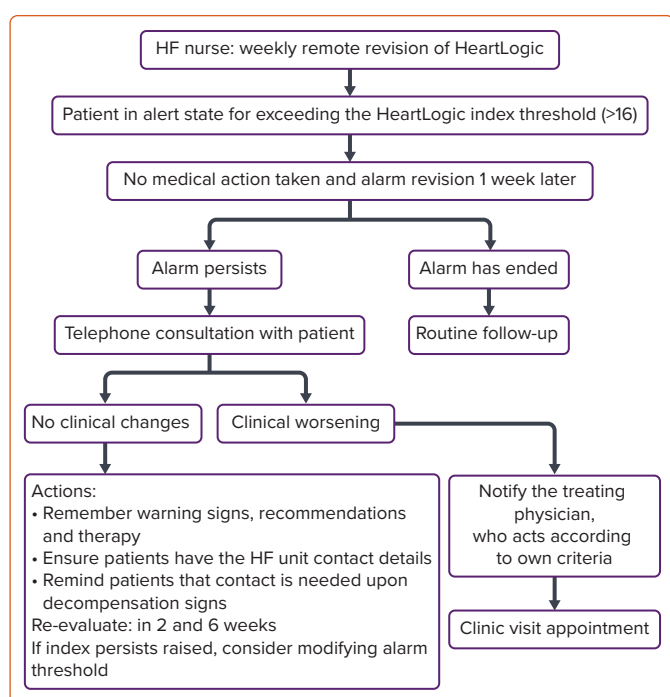 HF nurse: weekly remote revision of HeartLogic
Patient in alert state for exceeding the HeartLogic index threshold (>16)
No medical action taken and alarm revision 1 week later
Alarm persists
Alarm has ended
Telephone consultation with patient
Routine follow-up
No clinical changes
Clinical worsening
Actions:
• Remember warning signs, recommendations
and therapy
• Ensure patients have the HF unit contact details
• Remind patients that contact is needed upon
decompensation signs
Re-evaluate: in 2 and 6 weeks
If index persists raised, consider modifying alarm
threshold
Notify the treating
physician,
who acts according
to own criteria
Clinic visit appointment